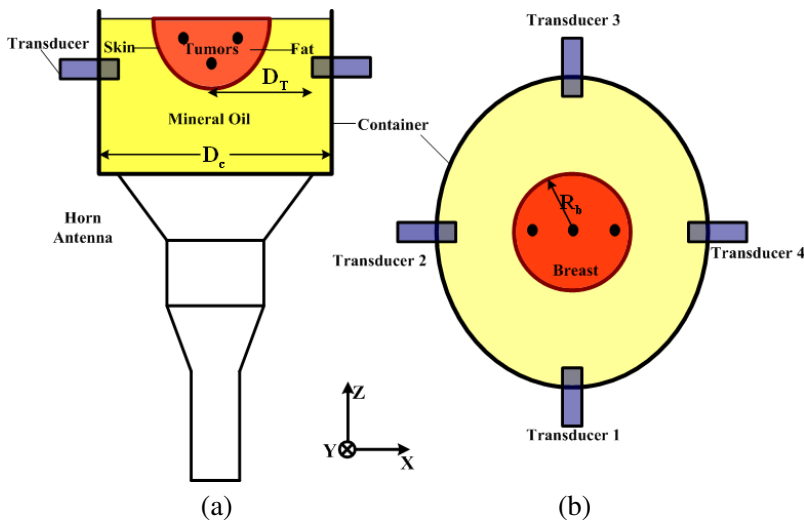 Transducer
Skin
Tumors
Fat
D_T
Mineral Oil
Container
D_c
Horn
Antenna
Z
Y
X
(a)
Transducer 3
R_b
Transducer 2
Breast
Transducer 4
Transducer 1
(b)